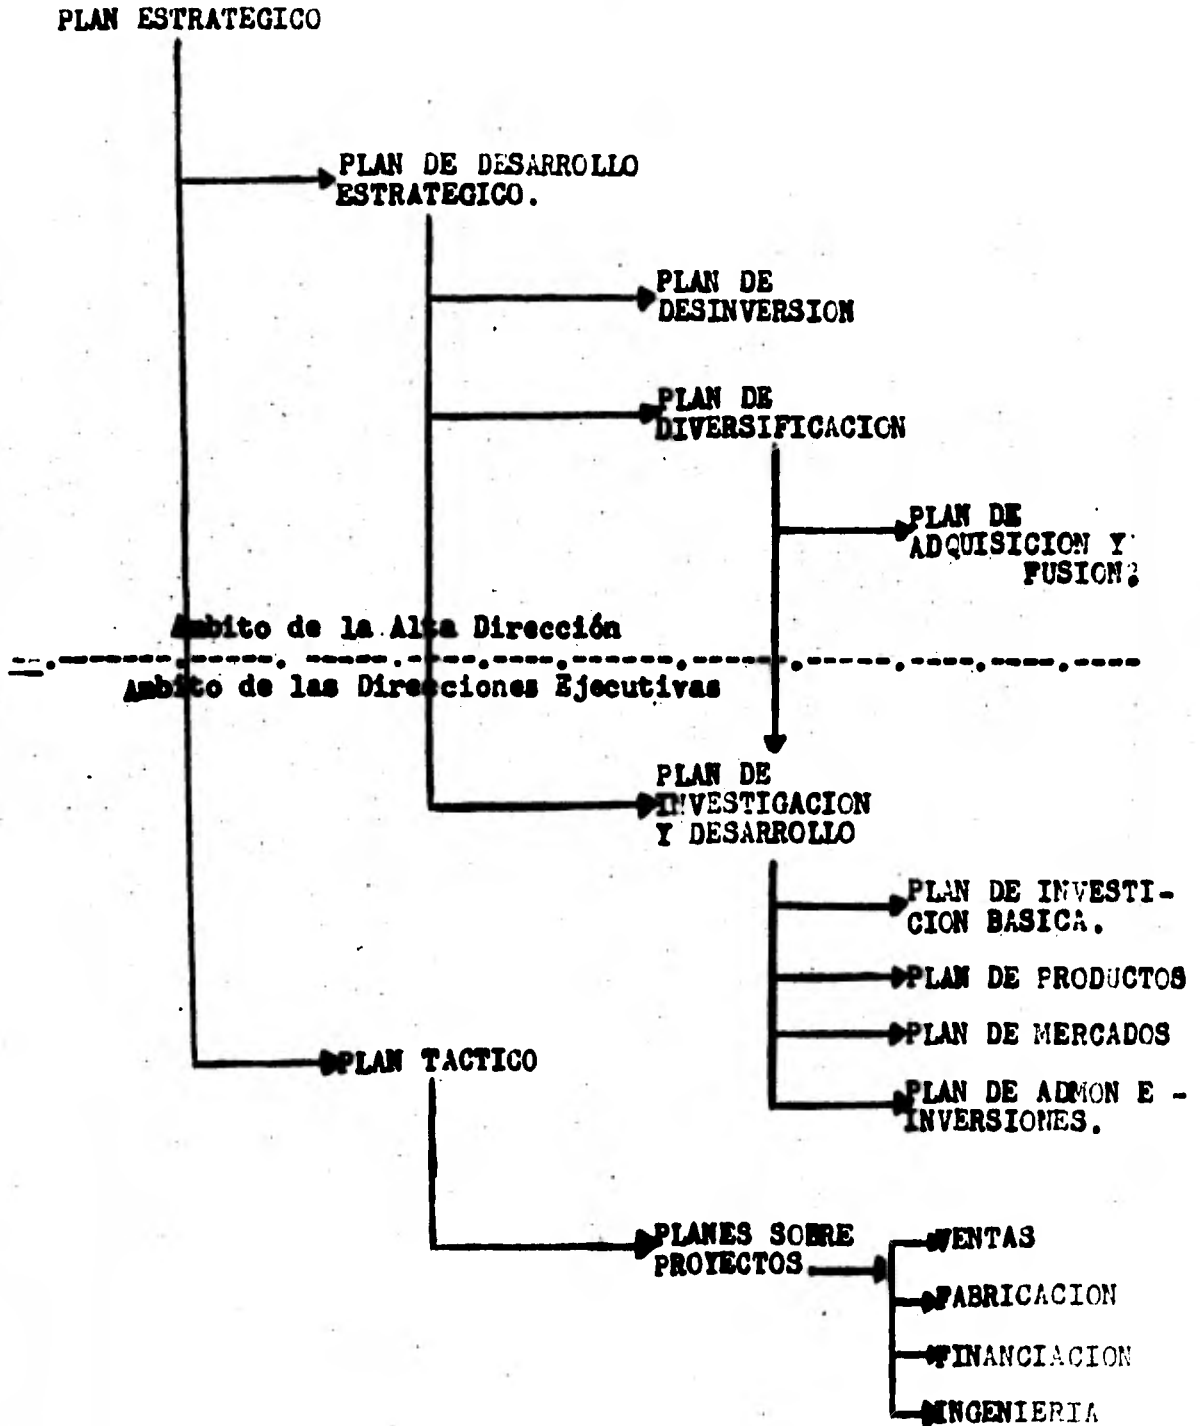 PLAN ESTRATEGICO
PLAN DE DESARROLLO
ESTRATEGICO.
PLAN DE
DESINVERSION
PLAN DE
DIVERSIFICACION
PLAN DE
ADQUISICION Y
FUSION.
Ambito de la Alta Dirección
Ambito de las Direcciones Ejecutivas
PLAN DE
INVESTIGACION
Y DESARROLLO
PLAN DE INVESTI-
CION BASICA.
PLAN DE PRODUCTOS
PLAN DE MERCADOS
PLAN TACTICO
PLAN DE ADMON E -
INVERSIONES.
PLANES SOBRE
PROYECTOS
VENTAS
FABRICACION
FINANCIACION
INGENIERIA